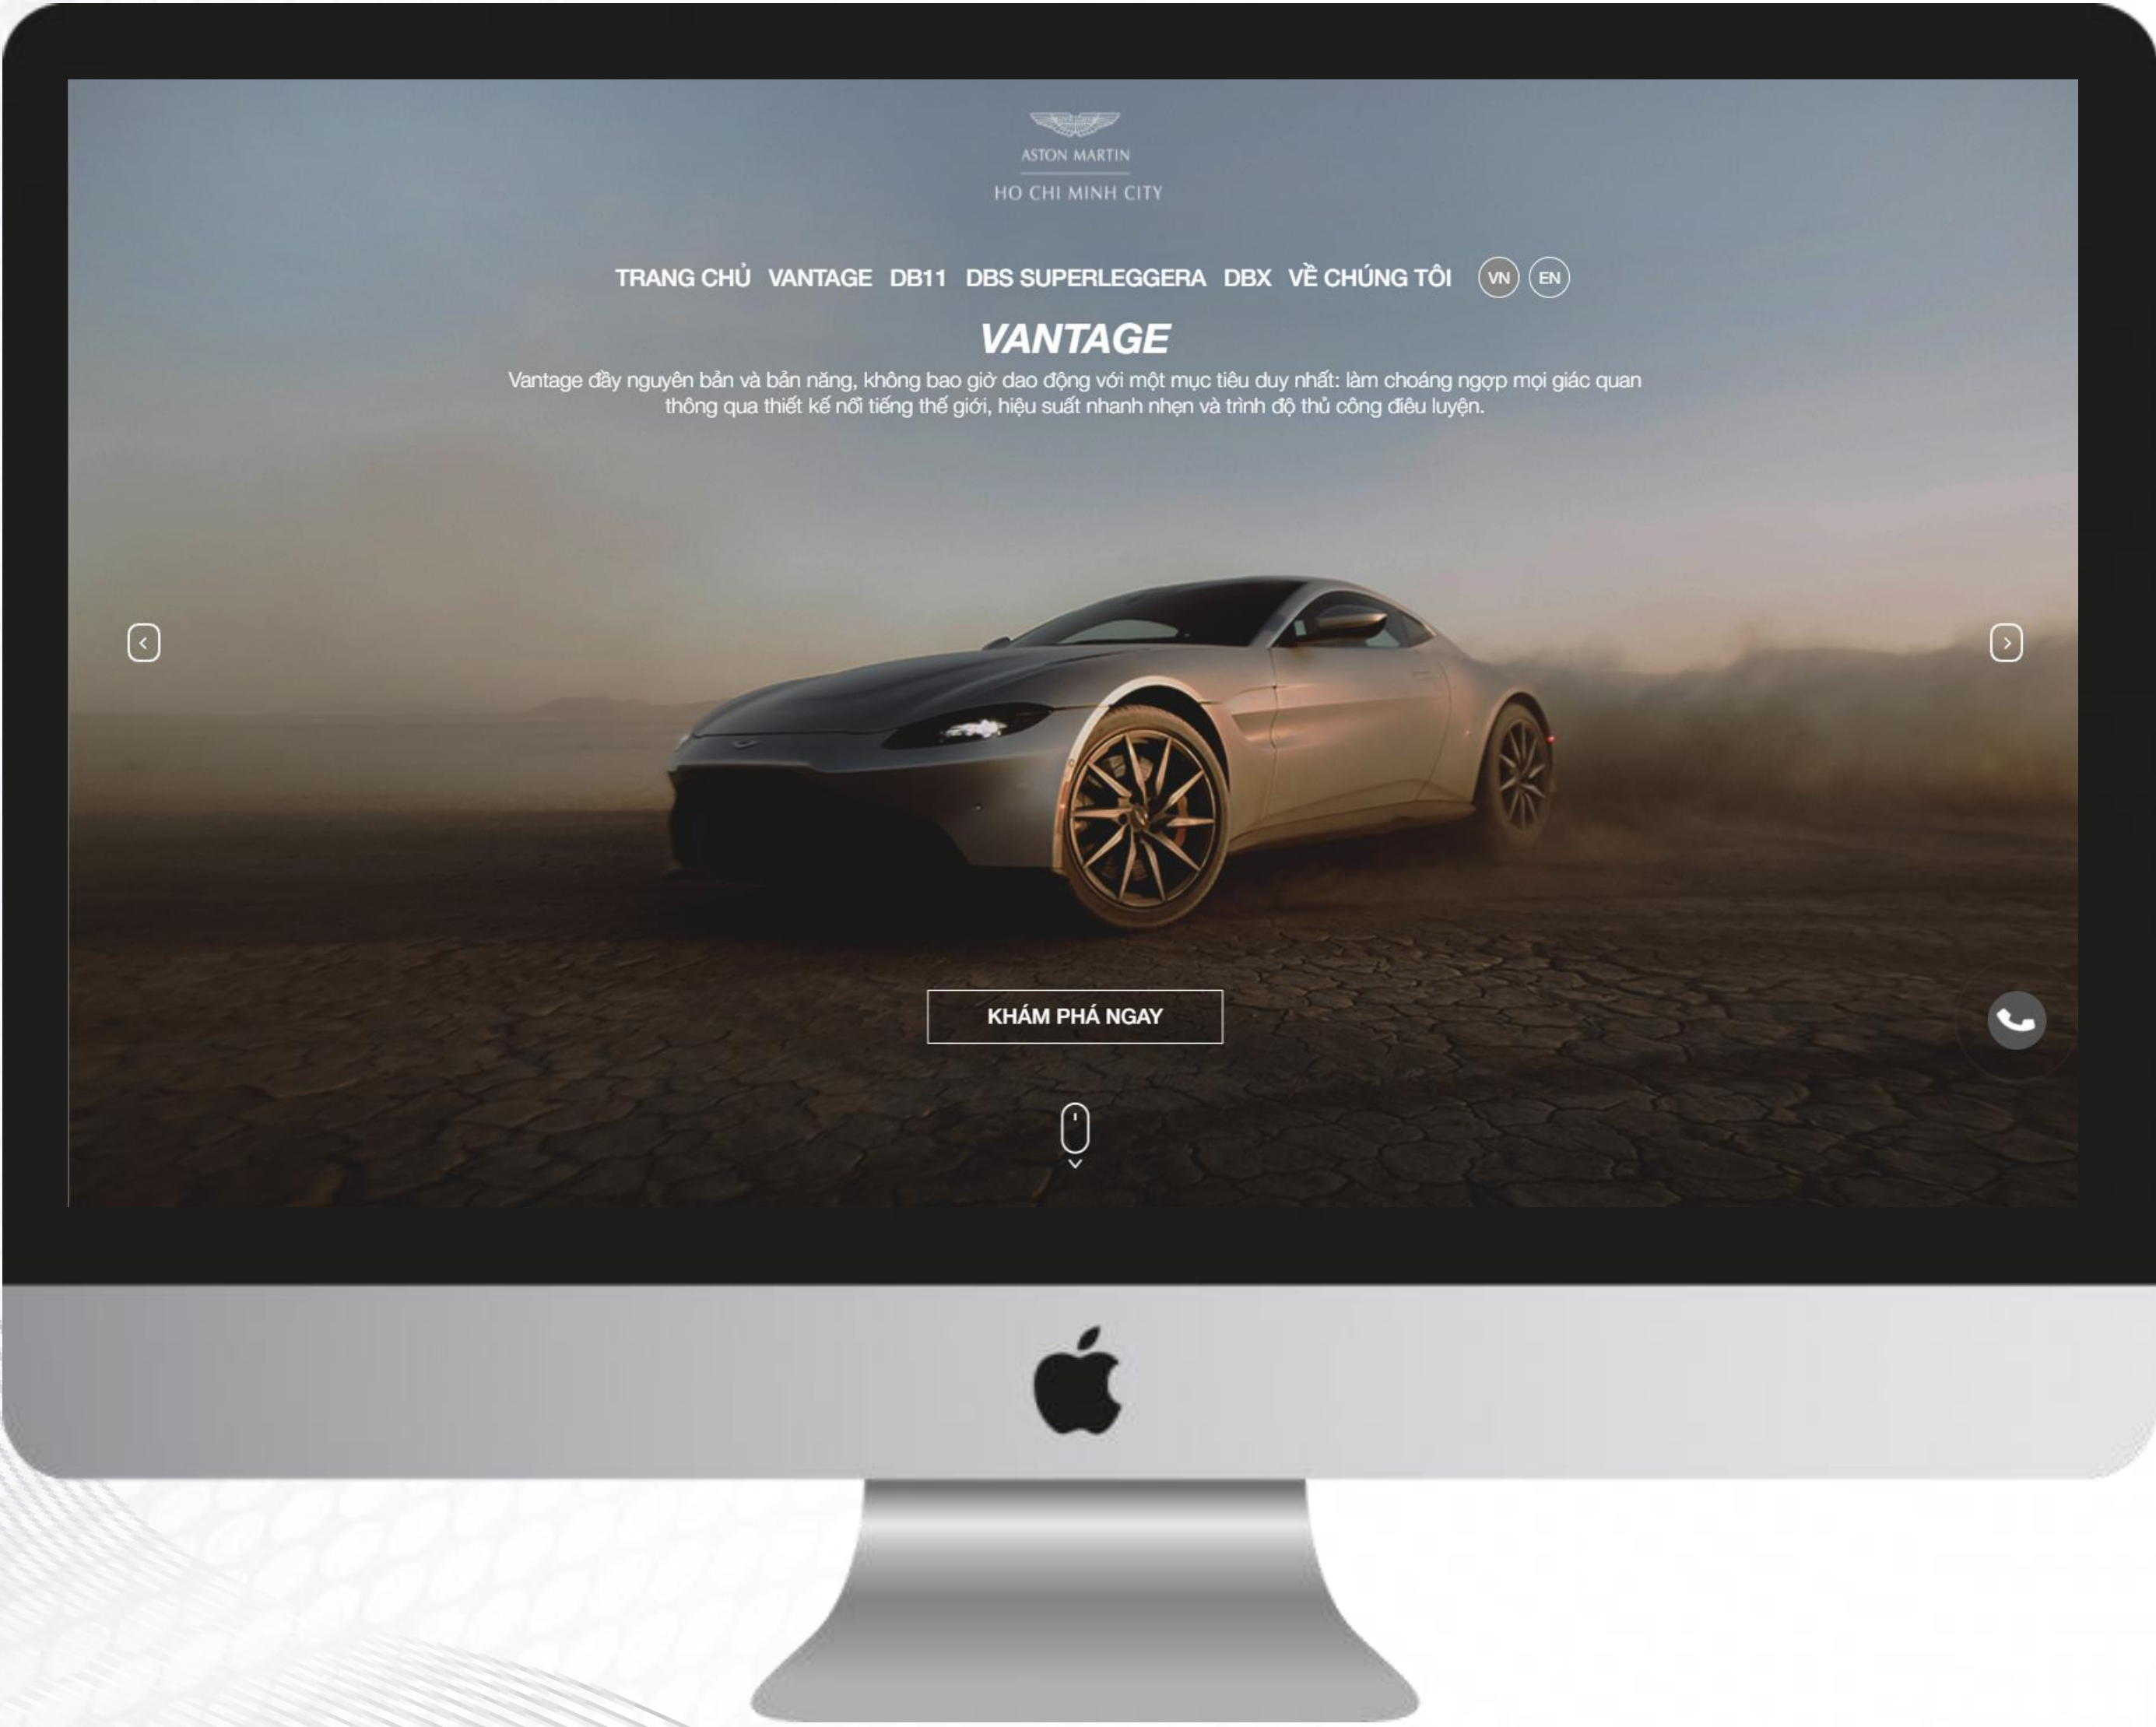 ASTON MARTIN
HO CHI MINH CITY
TRANG CHỦ VANTAGE DB11 DBS SUPERLEGGERA DBX VỀ CHÚNG TÔI VN EN
VANTAGE
Vantage đầy nguyên bản và bản năng, không bao giờ dao động với một mục tiêu duy nhất: làm choáng ngợp mọi giác quan
thông qua thiết kế nổi tiếng thế giới, hiệu suất nhanh nhẹn và trình độ thủ công điêu luyện.
KHÁM PHÁ NGAY